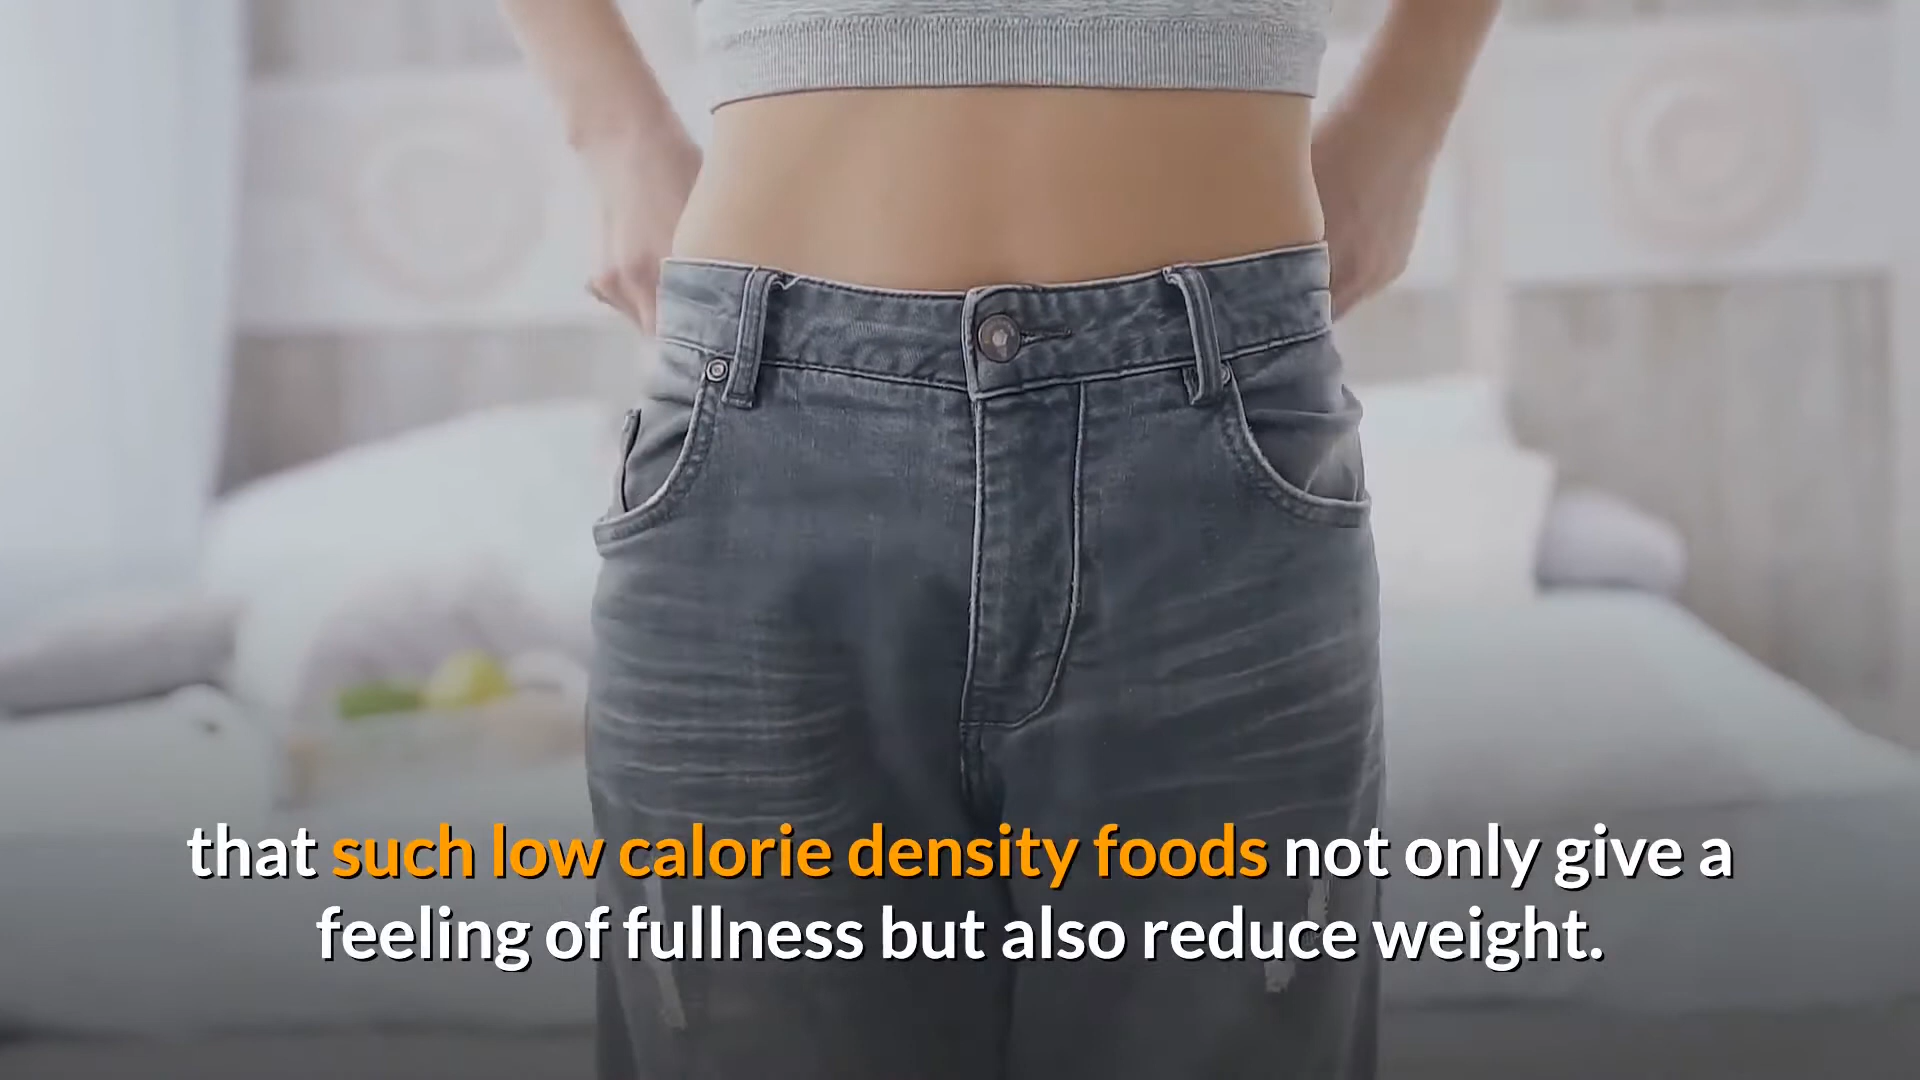 that such low calorie density foods not only give a
feeling of fullness but also reduce weight.